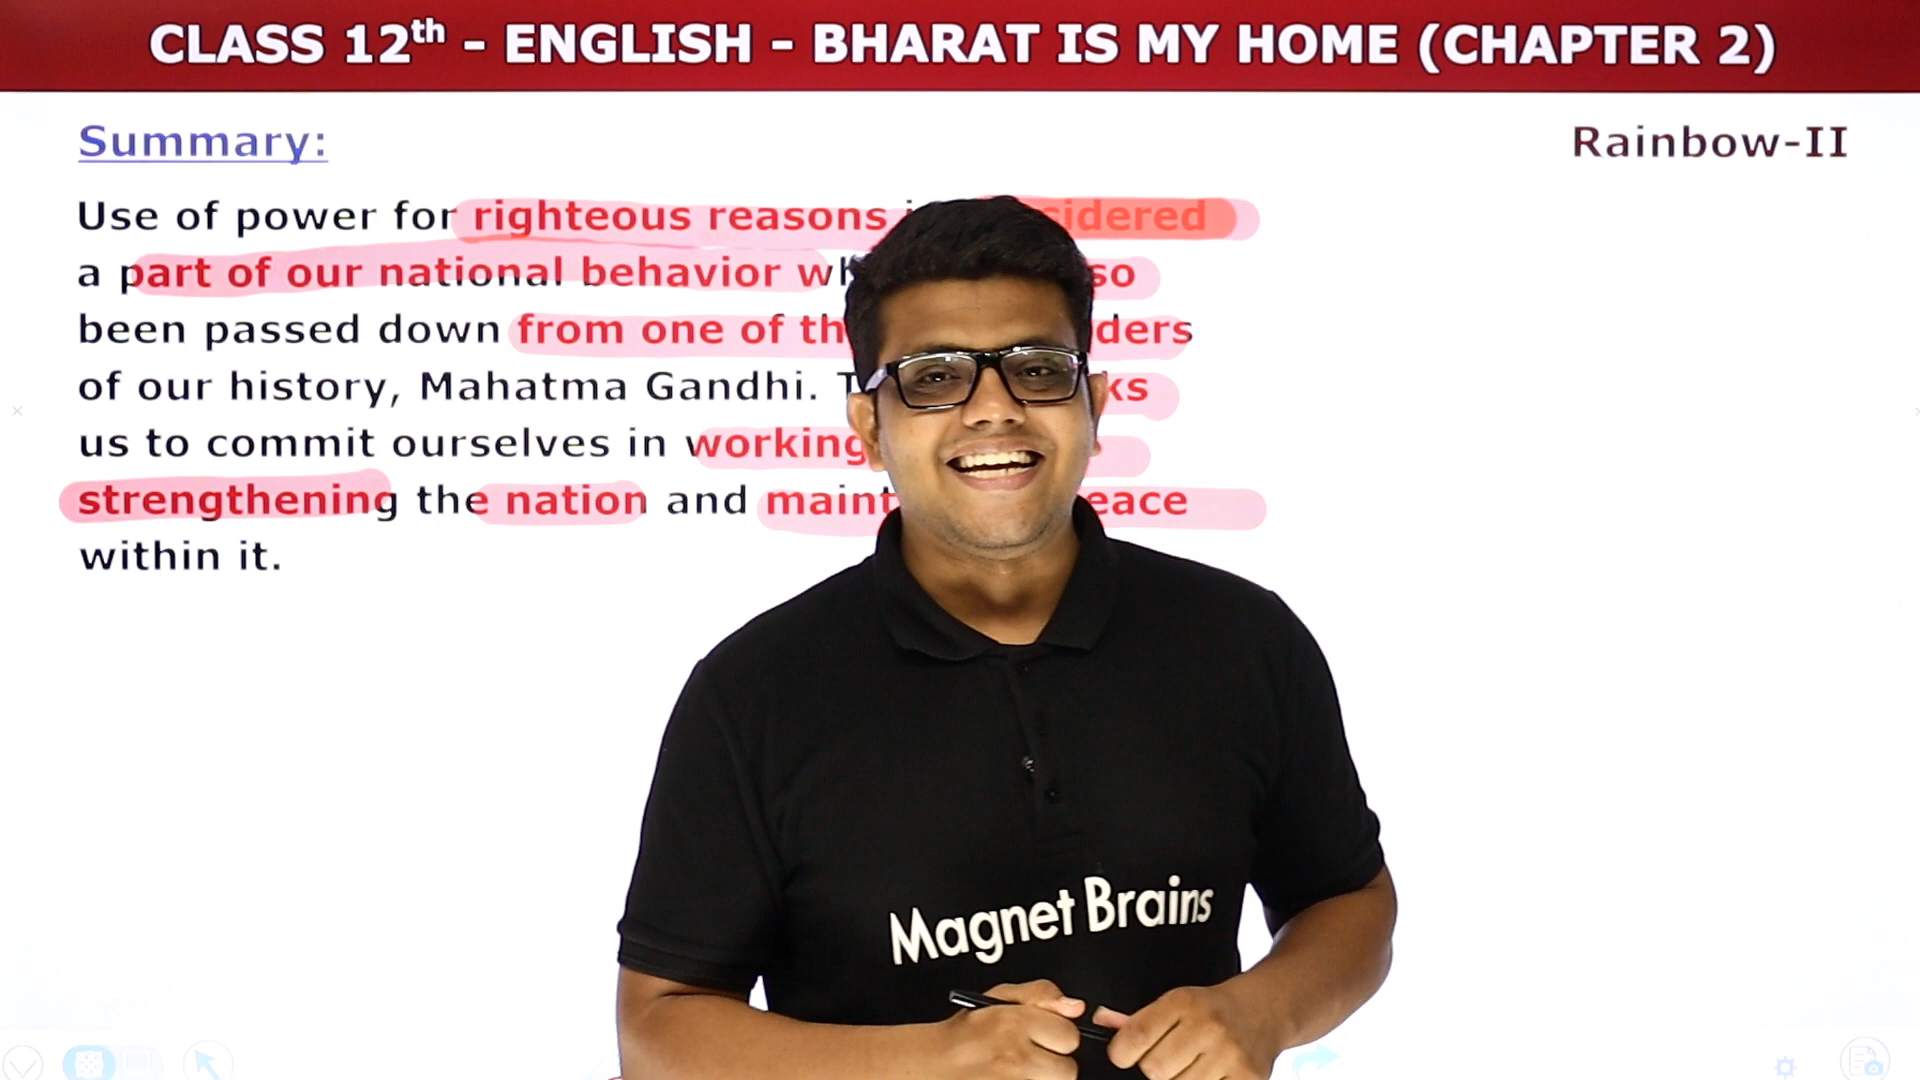 CLASS 12th - ENGLISH - BHARAT IS MY HOME (CHAPTER 2)
Summary:
Rainbow-II
Use of power for righteous reasons
a part of our national behavior
been passed down from one of
of our history, Mahatma Gandhi.
us to commit ourselves in working
strengthening the nation and
within it.
Magnet Brains